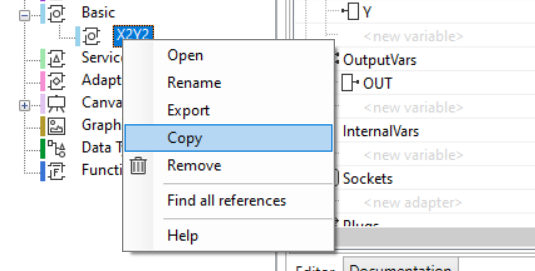 Basic
X2Y2
Servic
Adapt
Canva
Graph
Data T
Functi
Open
Rename
Export
Copy
Remove
Find all references
Help
Y
<new variable>
OutputVars
OUT
<new variable>
InternalVars
<new variable>
Sockets
<new adapter>
Plugs
Editor Documentation